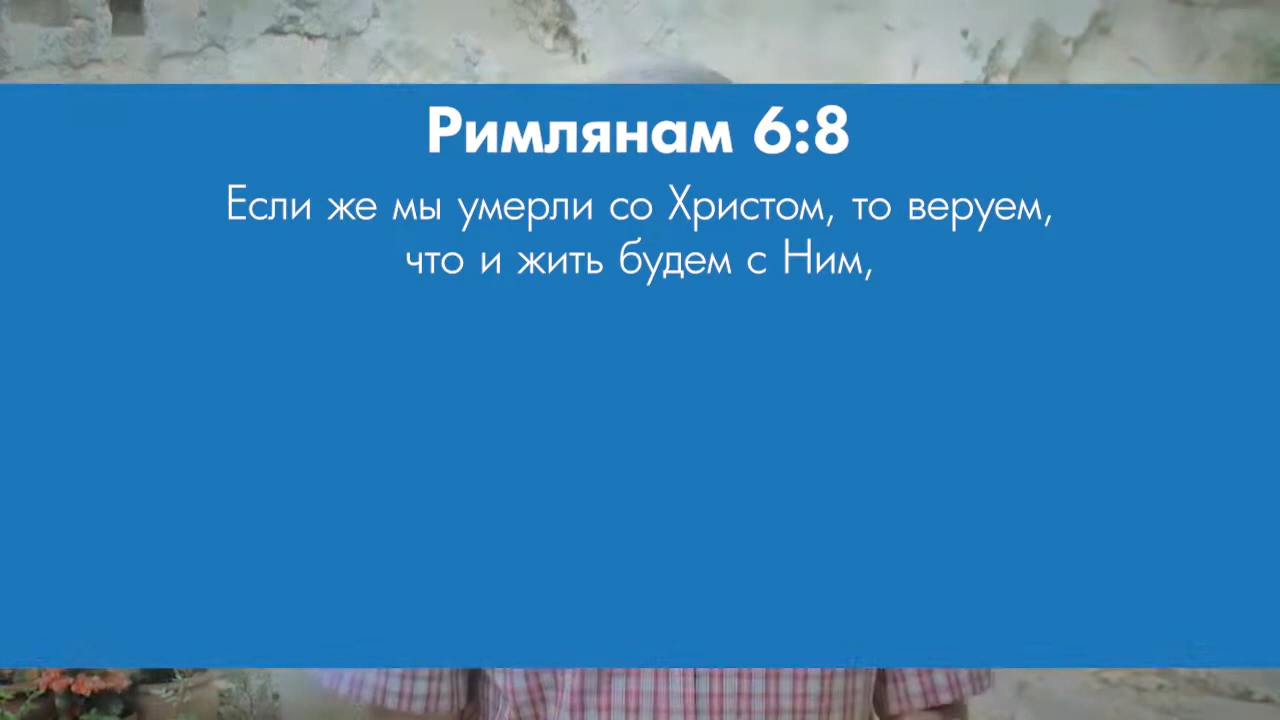 Римлянам 6:8
Если же мы умерли со Христом, то веруем,
что и жить будем с Ним,